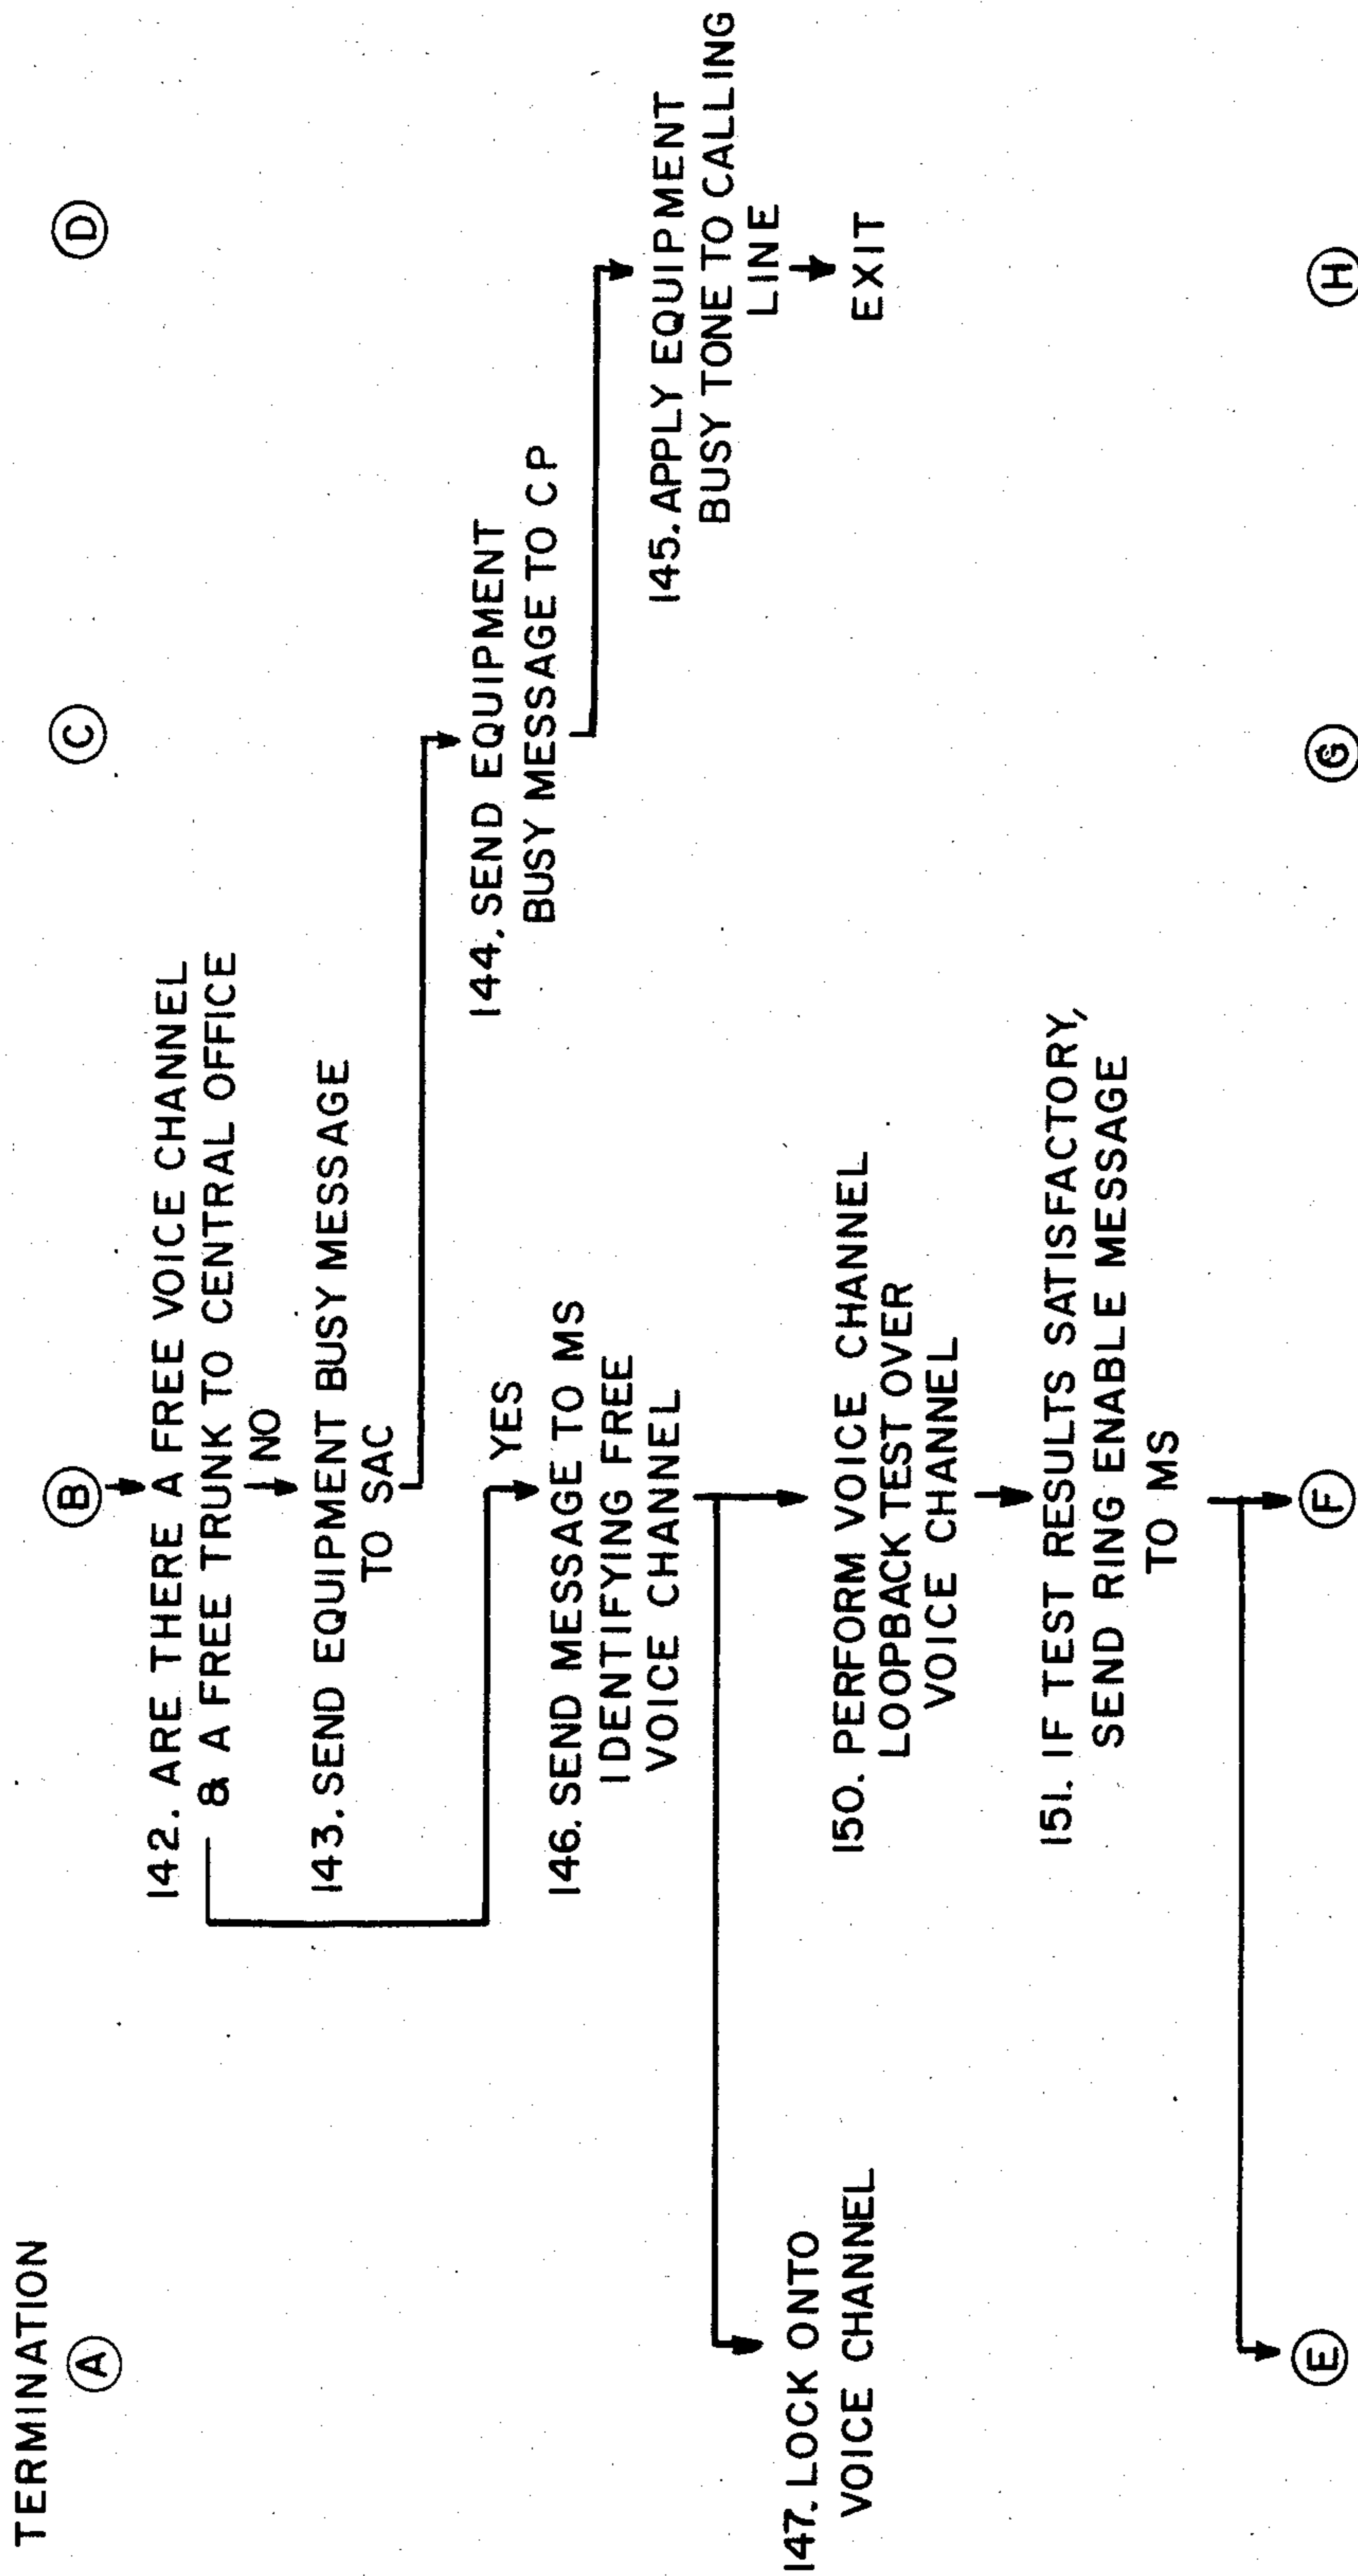 TERMINATION
A
B
C
D
142. ARE THERE A FREE VOICE CHANNEL
& A FREE TRUNK TO CENTRAL OFFICE
NO
143. SEND EQUIPMENT BUSY MESSAGE
TO SAC
144. SEND EQUIPMENT
BUSY MESSAGE TO CP
145. APPLY EQUIPMENT
BUSY TONE TO CALLING
LINE
EXIT
YES
146. SEND MESSAGE TO MS
IDENTIFYING FREE
VOICE CHANNEL
147. LOCK ONTO
VOICE CHANNEL
150. PERFORM VOICE CHANNEL
LOOPBACK TEST OVER
VOICE CHANNEL
151. IF TEST RESULTS SATISFACTORY,
SEND RING ENABLE MESSAGE
TO MS
E
F
G
H